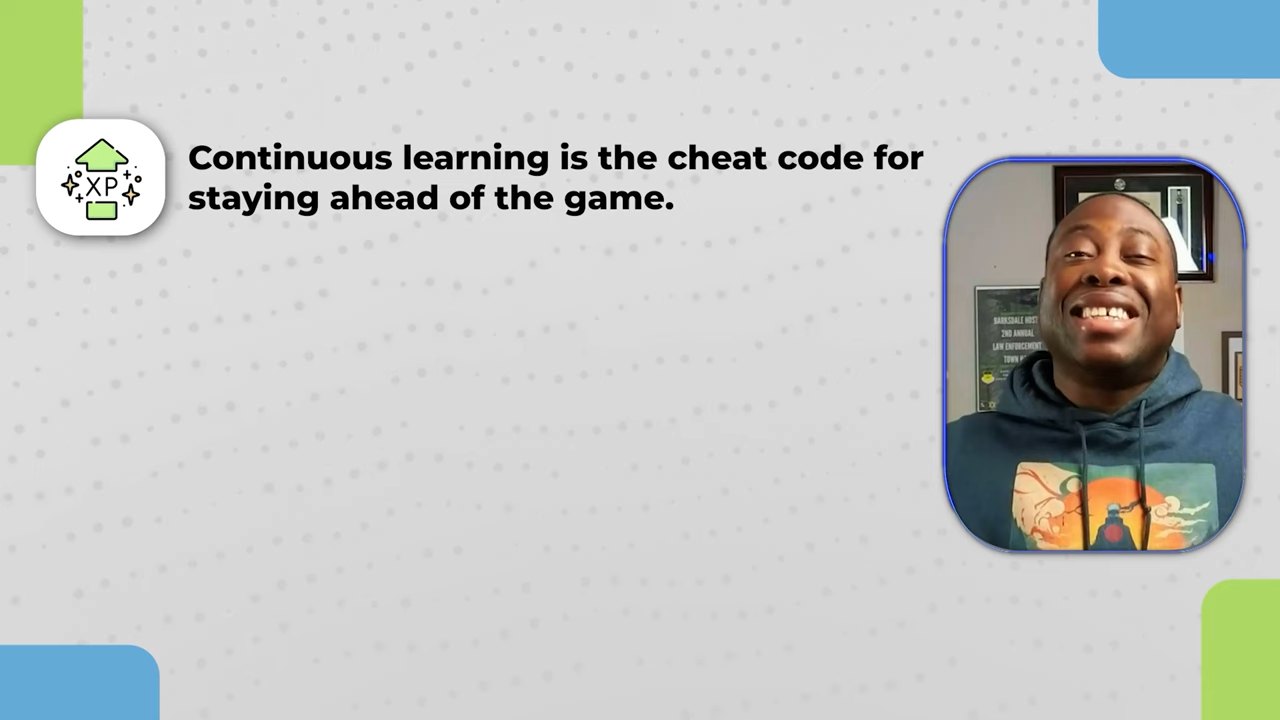 XP
Continuous learning is the cheat code for
staying ahead of the game.
BARKSDALE HOST
2ND ANNUAL
LAW ENFORCEMENT
TOWN